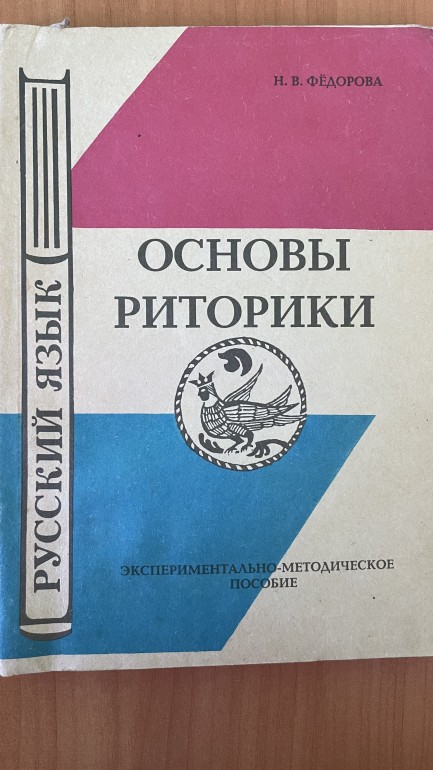 Н. В. ФЁДОРОВА
ОСНОВЫ
РИТОРИКИ
РУССКИЙ ЯЗЫК
ЭКСПЕРИМЕНТАЛЬНО-МЕТОДИЧЕСКОЕ
ПОСОБИЕ